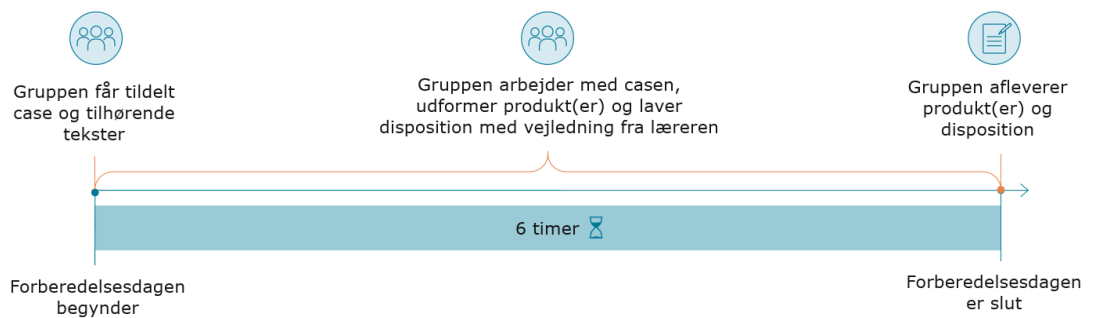 Gruppen får tildelt
case og tilhørende
tekster
Gruppen arbejder med casen,
udformer produkt(er) og laver
disposition med vejledning fra læreren
Gruppen afleverer
produkt(er) og
disposition
6 timer
Forberedelsesdagen
begynder
Forberedelsesdagen
er slut